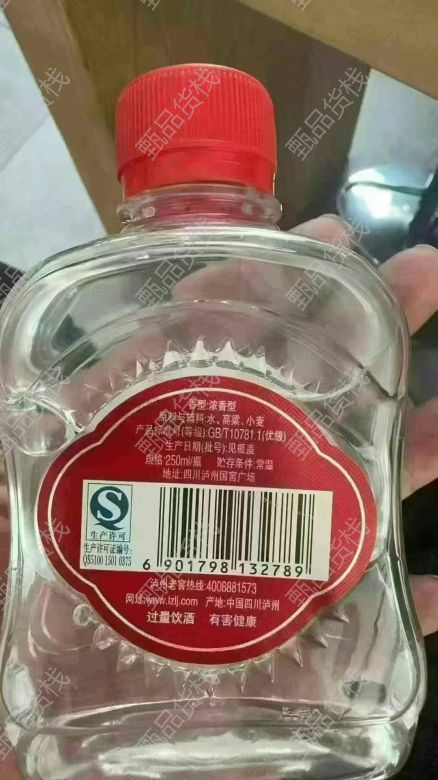 香型:浓香型
原料与辅料:水、高粱、小麦
产品标准号(等级):GB/T10781.1(优级)
生产日期(批号):见瓶盖
规格:250ml/瓶 贮存条件:常温
地址:四川泸州国窖广场
生产许可
生产许可证编号:
QS5100 1501 0375
6 901798 132789
泸州老窖热线:4008881573
网址:www.lzlj.com 产地:中国四川泸州
过量饮酒 有害健康
甄品货栈